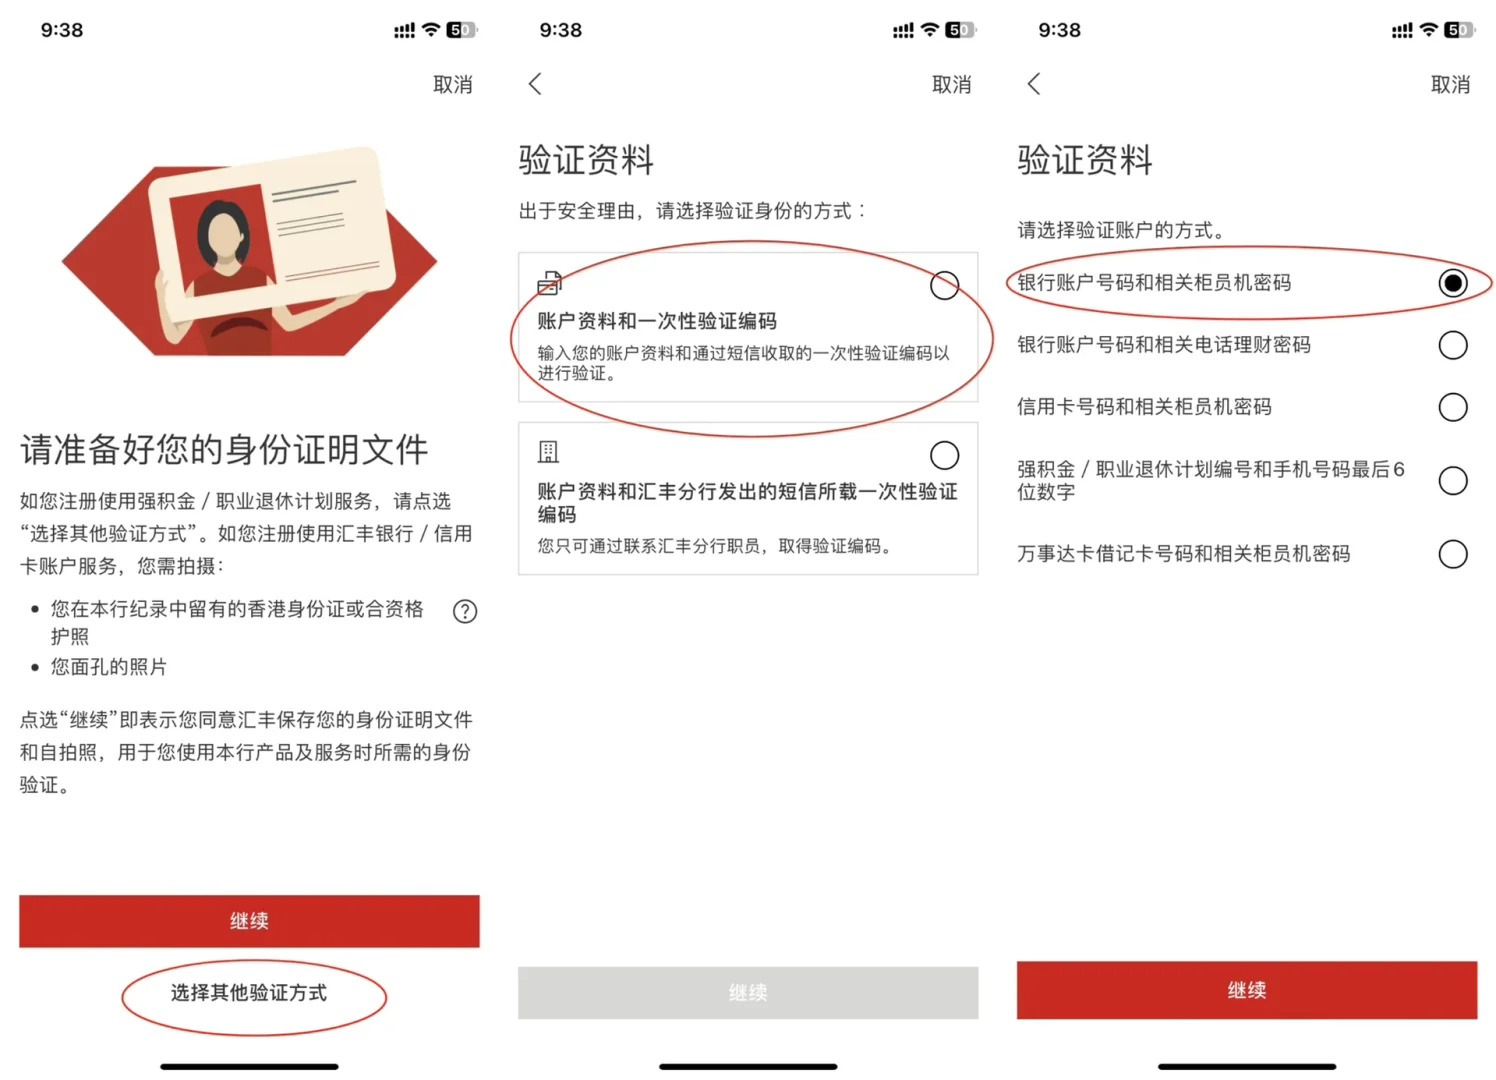 9:38
50
取消
请准备好您的身份证明文件
如您注册使用强积金 / 职业退休计划服务，请点选
“选择其他验证方式”。如您注册使用汇丰银行 / 信用
卡账户服务，您需拍摄：
• 您在本行纪录中留有的香港身份证或合资格
护照
?
• 您面孔的照片
点选“继续”即表示您同意汇丰保存您的身份证明文件
和自拍照，用于您使用本行产品及服务时所需的身份
验证。
继续
选择其他验证方式
9:38
50
取消
验证资料
出于安全理由，请选择验证身份的方式：
账户资料和一次性验证编码
输入您的账户资料和通过短信收取的一次性验证编码以
进行验证。
账户资料和汇丰分行发出的短信所载一次性验证
编码
您只可通过联系汇丰分行职员，取得验证编码。
继续
9:38
50
取消
验证资料
请选择验证账户的方式。
银行账户号码和相关柜员机密码
银行账户号码和相关电话理财密码
信用卡号码和相关柜员机密码
强积金 / 职业退休计划编号和手机号码最后6
位数字
万事达卡借记卡号码和相关柜员机密码
继续